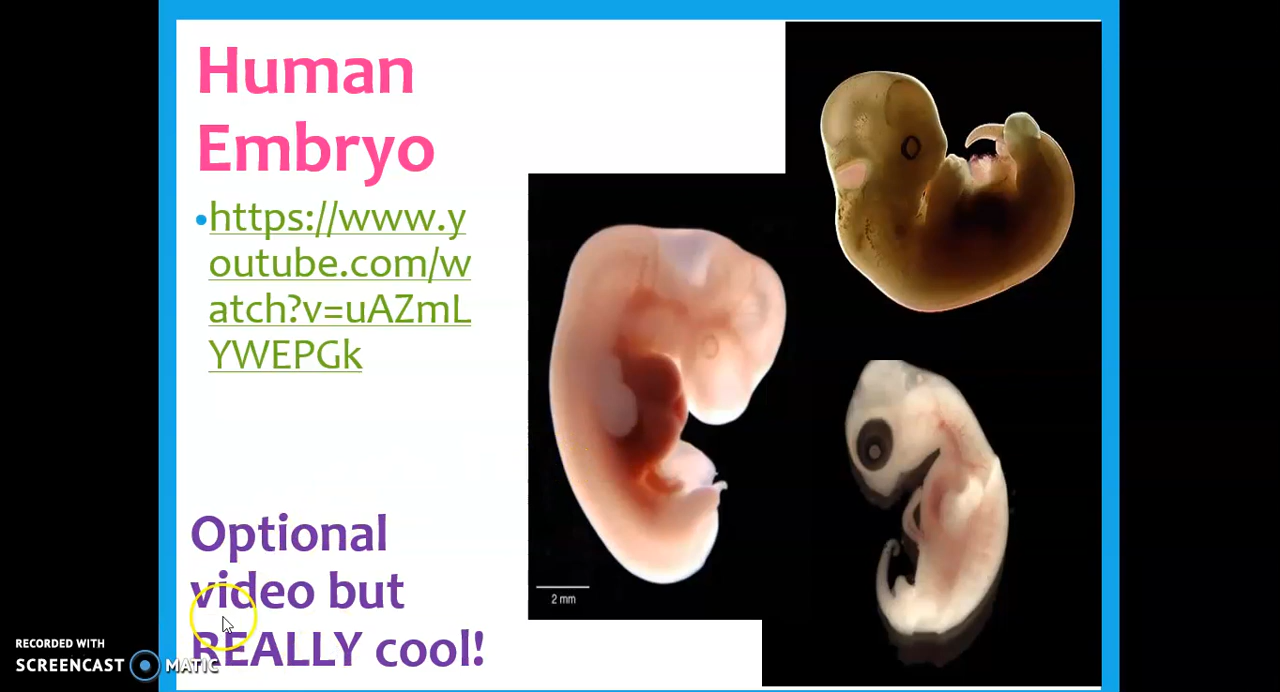 Human
Embryo
•https://www.y
outube.com/w
atch?v=uAZmL
YWEPGk
Optional
video but
REALLY cool!
2 mm
RECORDED WITH
SCREENCAST MATIC